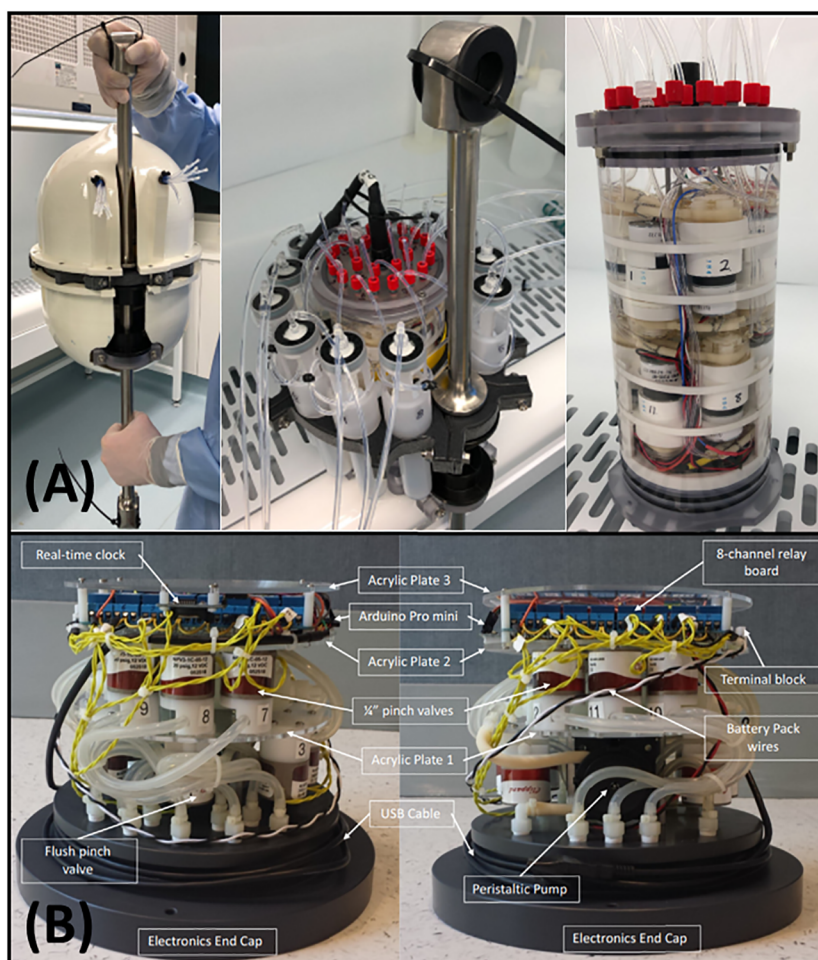 (A)
2
1
8
11
Real-time clock
Acrylic Plate 3
8-channel relay
board
Arduino Pro mini
Acrylic Plate 2
Terminal block
¼” pinch valves
9
8
7
2
11
10
Battery Pack
wires
Acrylic Plate 1
3
USB Cable
Flush pinch
valve
Peristaltic Pump
(B)
Electronics End Cap
Electronics End Cap